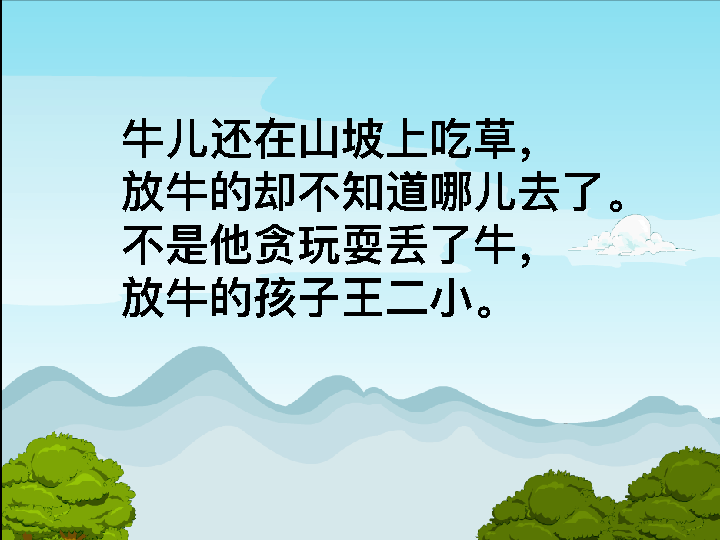 牛儿还在山坡上吃草，
放牛的却不知道哪儿去了。
不是他贪玩耍丢了牛，
放牛的孩子王二小。